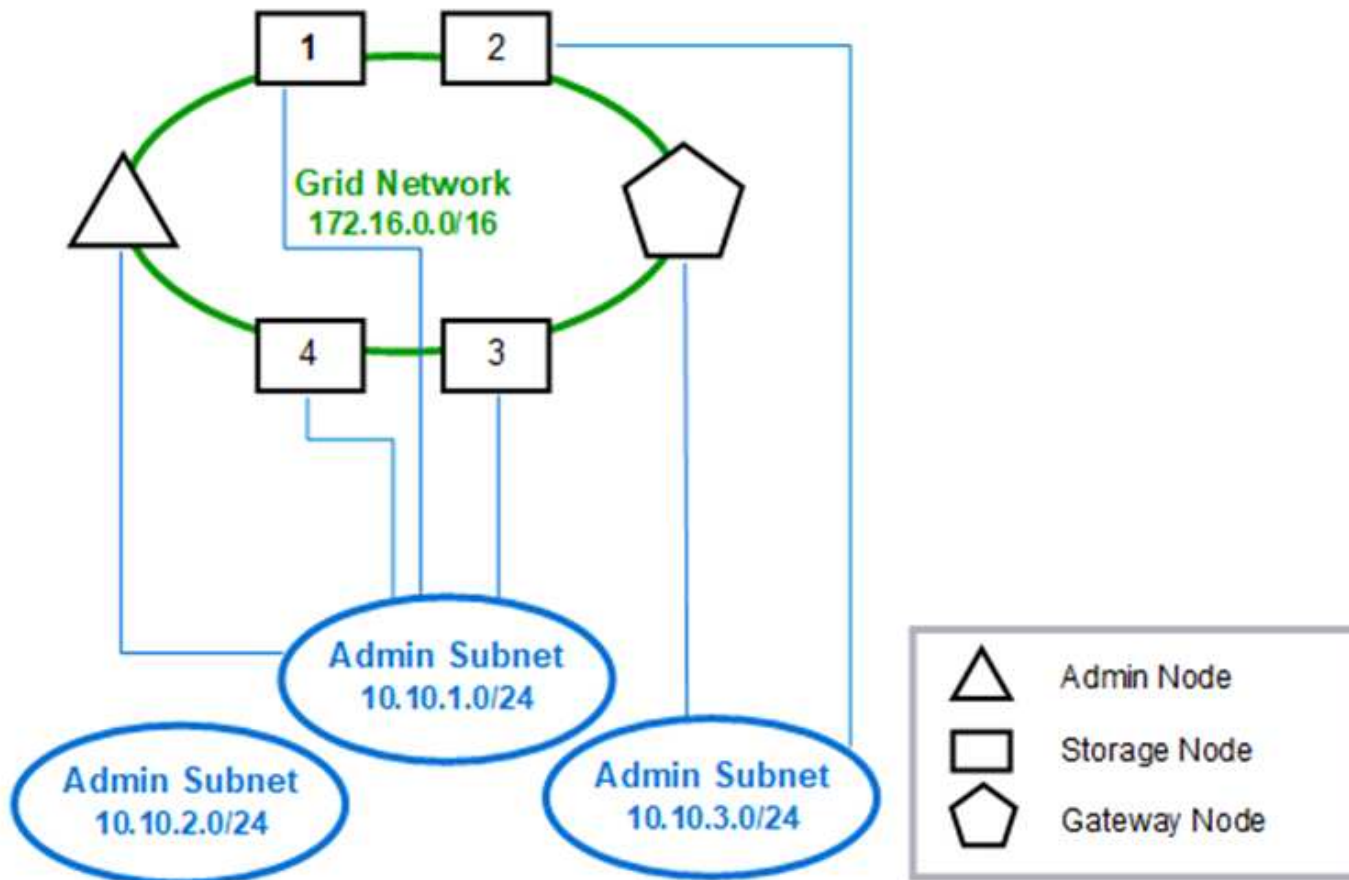 1
2
Grid Network
172.16.0.0/16
4
3
Admin Subnet
10.10.1.0/24
Admin Subnet
10.10.2.0/24
Admin Subnet
10.10.3.0/24
Admin Node
Storage Node
Gateway Node